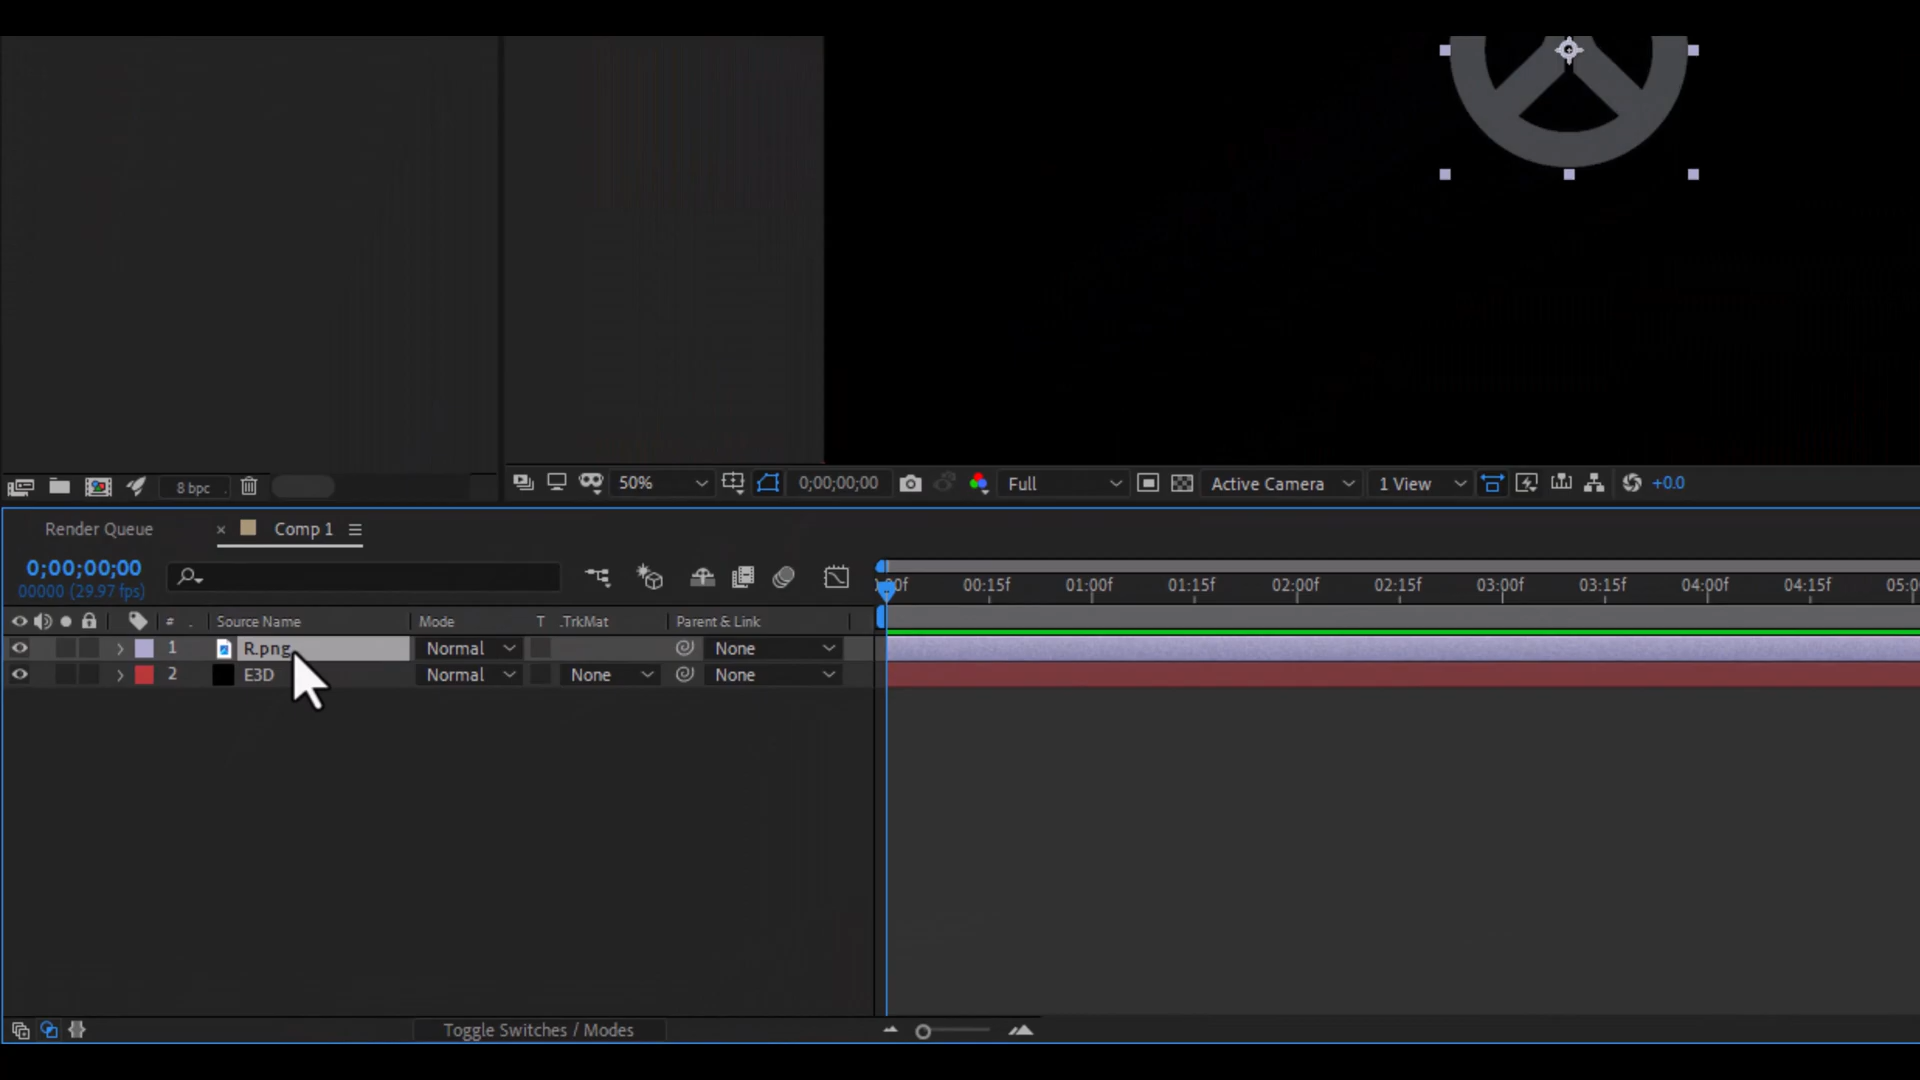 8 bpc
50%
0;00;00;00
Full
Active Camera
1 View
+0.0
Render Queue
× Comp 1
0;00;00;00
00000 (29.97 fps)
:00f 00:15f 01:00f 01:15f 02:00f 02:15f 03:00f 03:15f 04:00f 04:15f 05:0
# Source Name Mode T .TrkMat Parent & Link
1 R.png Normal None
2 E3D Normal None None
Toggle Switches / Modes